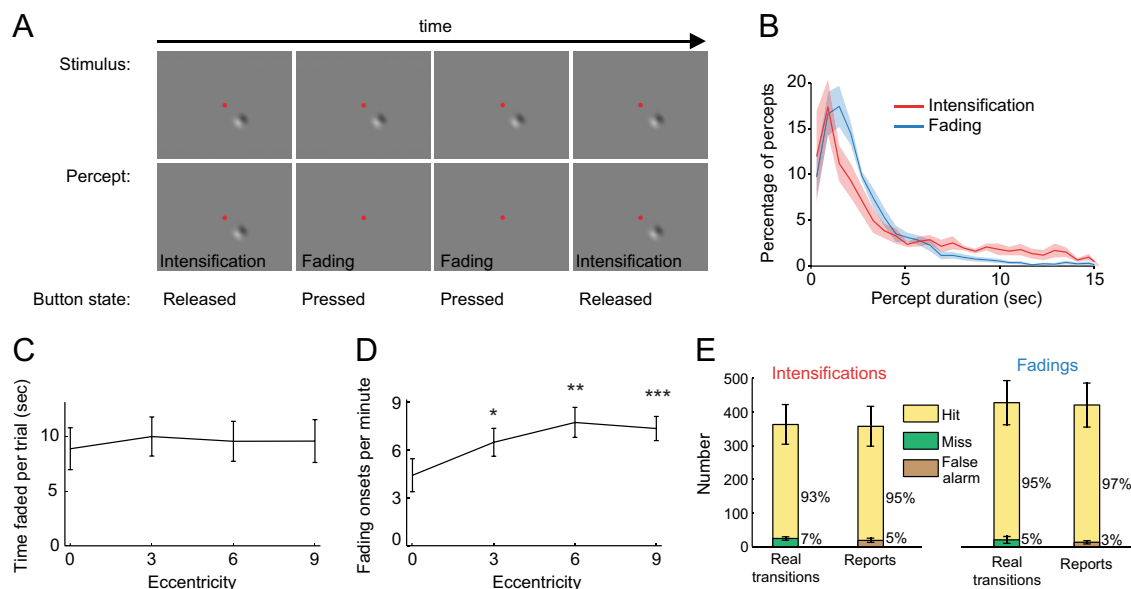 A
time
Stimulus:
Percept:
Intensification
Fading
Fading
Intensification
Button state:
Released
Pressed
Pressed
Released
B
Percentage of percepts
20
15
10
5
0
Intensification
Fading
0
5
10
15
Percept duration (sec)
C
Time faded per trial (sec)
10
5
0
0
3
6
9
Eccentricity
D
Fading onsets per minute
9
6
3
0
*
**
***
0
3
6
9
Eccentricity
E
Intensifications
Fadings
Number
500
400
300
200
100
0
Hit
Miss
False
alarm
93%
7%
95%
5%
95%
5%
97%
3%
Real
transitions
Reports
Real
transitions
Reports